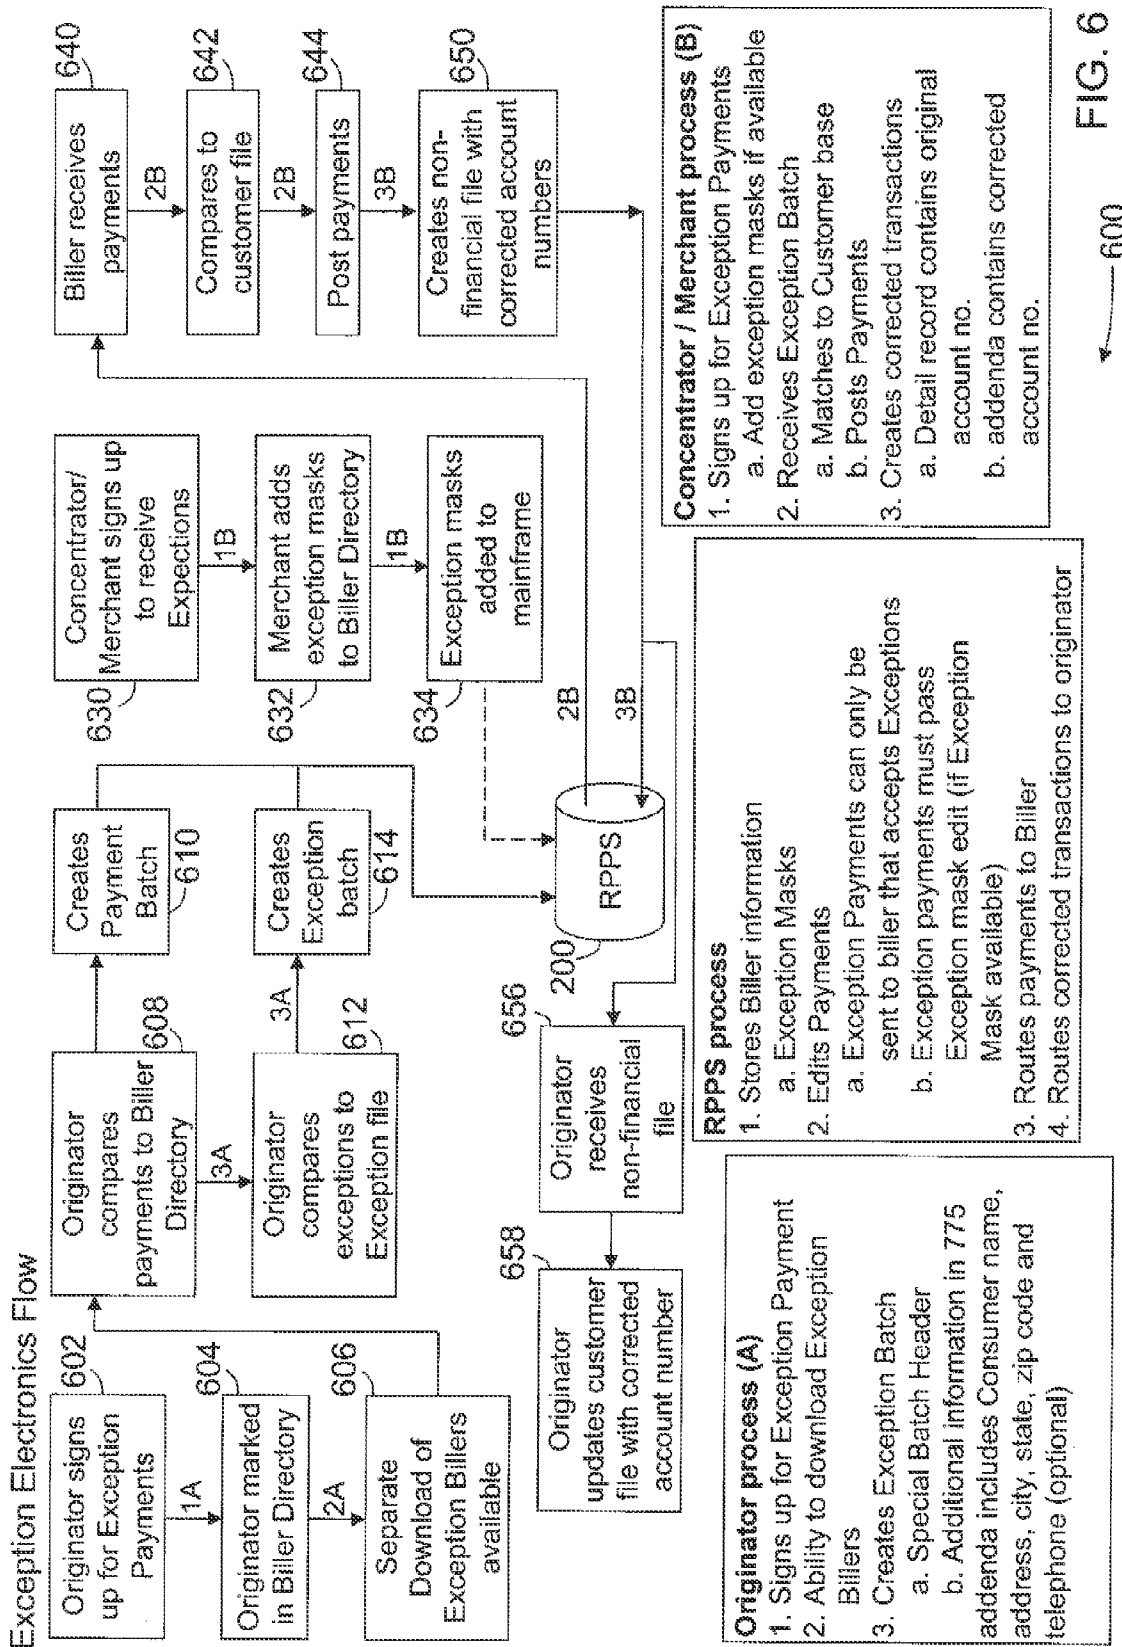 Exception Electronics Flow
Originator signs
up for Exception
Payments
602
1A
Originator marked
in Biller Directory
604
2A
Separate
Download of
Exception Billers
available
606
Originator
compares
payments to Biller
Directory
608
3A
Originator
compares
exceptions to
Exception file
612
3A
Creates
Payment
Batch
610
Creates
Exception
batch
614
Concentrator/
Merchant signs up
to receive
Expections
630
1B
Merchant adds
exception masks
to Biller Directory
632
1B
Exception masks
added to
mainframe
634
Biller receives
payments
640
2B
Compares to
customer file
642
2B
Post payments
644
3B
Creates non-
financial file with
corrected account
numbers
650
RPPS
200
2B
3B
Originator
receives
non-financial
file
656
Originator
updates customer
file with corrected
account number
658
Originator process (A)
1. Signs up for Exception Payment
2. Ability to download Exception
Billers
3. Creates Exception Batch
a. Special Batch Header
b. Additional information in 775
addenda includes Consumer name,
address, city, state, zip code and
telephone (optional)
RPPS process
1. Stores Biller information
a. Exception Masks
2. Edits Payments
a. Exception Payments can only be
sent to biller that accepts Exceptions
b. Exception payments must pass
Exception mask edit (if Exception
Mask available)
3. Routes payments to Biller
4. Routes corrected transactions to originator
Concentrator / Merchant process (B)
1. Signs up for Exception Payments
a. Add exception masks if available
2. Receives Exception Batch
a. Matches to Customer base
b. Posts Payments
3. Creates corrected transactions
a. Detail record contains original
account no.
b. addenda contains corrected
account no.
600
FIG. 6